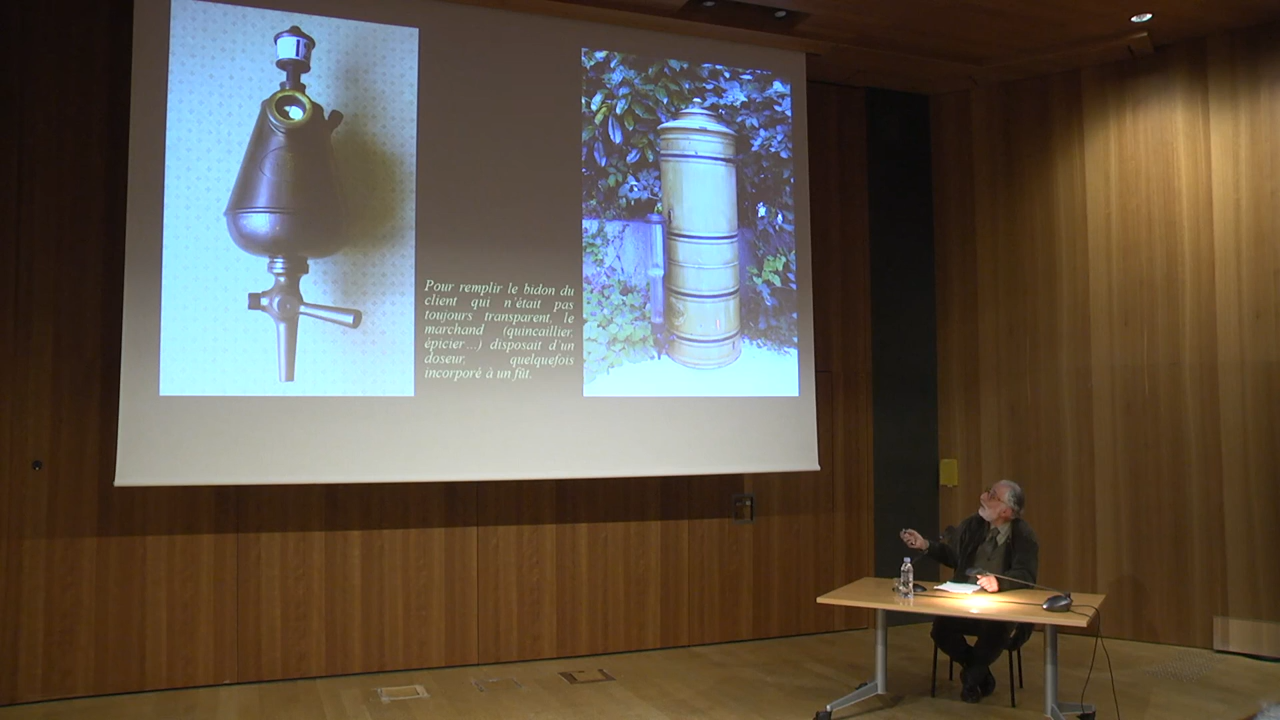 Pour remplir le bidon du
client qui n'était pas
toujours transparent, le
marchand (quincaillier,
épicier...) disposait d'un
doseur, quelquefois
incorporé à un fût.